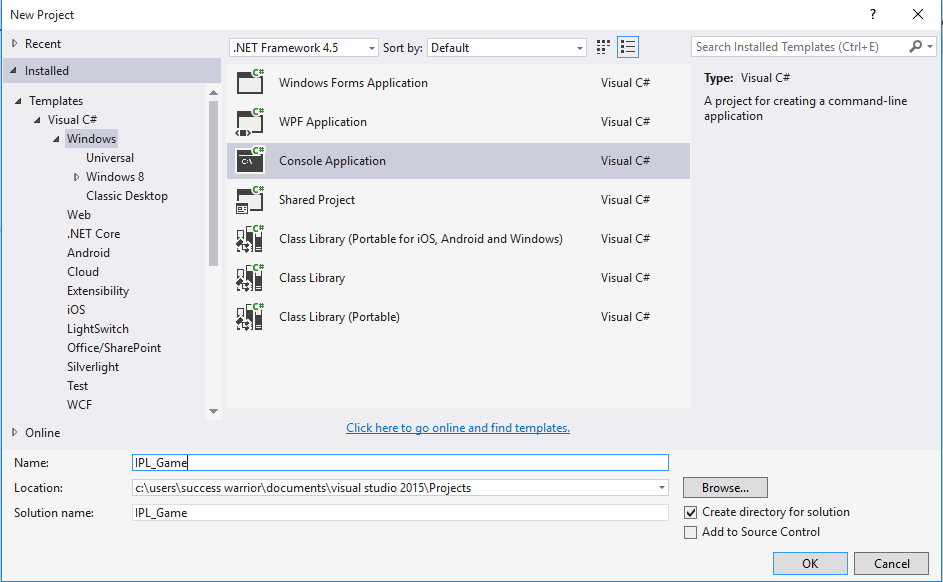 New Project
?
Recent
.NET Framework 4.5
Sort by:
Default
Search Installed Templates (Ctrl+E)
Installed
Templates
Visual C#
Windows
Universal
Windows 8
Classic Desktop
Web
.NET Core
Android
Cloud
Extensibility
iOS
LightSwitch
Office/SharePoint
Silverlight
Test
WCF
Online
Windows Forms Application Visual C#
WPF Application Visual C#
Console Application Visual C#
Shared Project Visual C#
Class Library (Portable for iOS, Android and Windows) Visual C#
Class Library Visual C#
Class Library (Portable) Visual C#
Click here to go online and find templates.
Type: Visual C#
A project for creating a command-line
application
Name: IPL_Game
Location: c:\users\success warrior\documents\visual studio 2015\Projects
Browse...
Solution name: IPL_Game
Create directory for solution
Add to Source Control
OK
Cancel